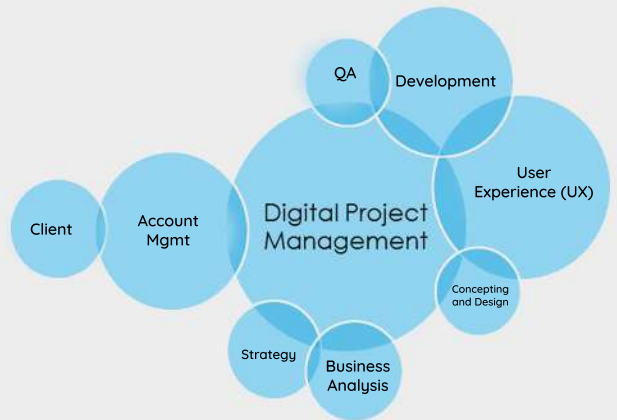 QA
Development
User
Experience (UX)
Digital Project
Management
Client
Account
Mgmt
Concepting
and Design
Strategy
Business
Analysis